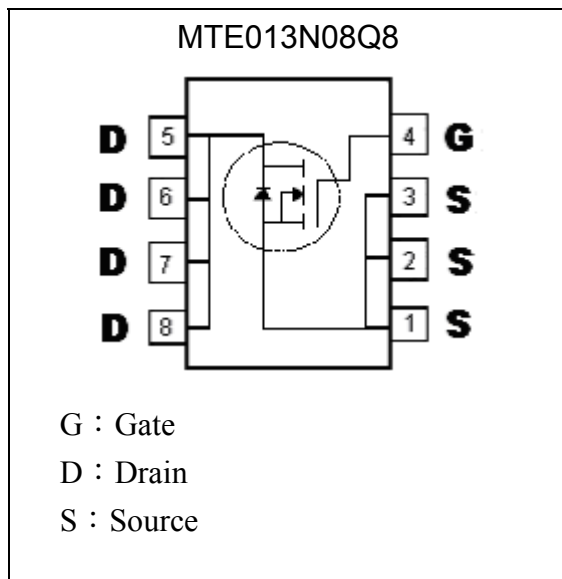 MTE013N08Q8
D 5 4 G
D 6 3 S
D 7 2 S
D 8 1 S
G：Gate
D：Drain
S：Source